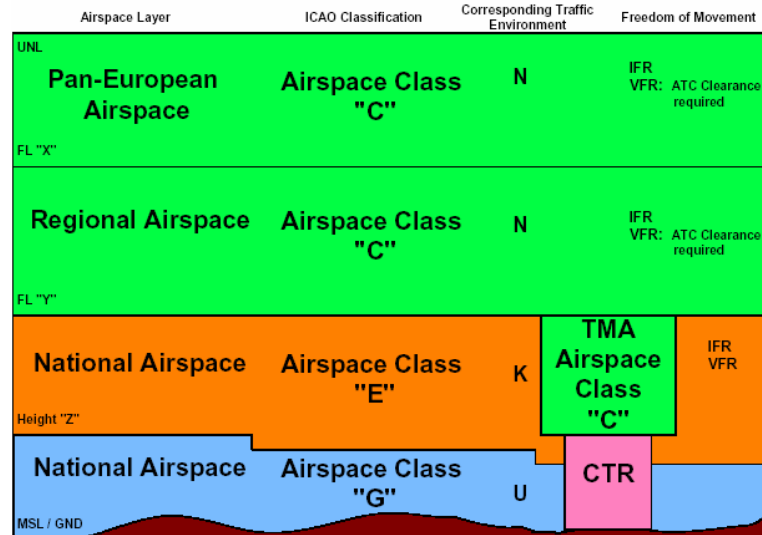 Airspace Layer
ICAO Classification
Corresponding Traffic
Environment
Freedom of Movement
UNL
Pan-European
Airspace
Airspace Class
"C"
N
IFR
VFR: ATC Clearance
required
FL "X"
Regional Airspace
Airspace Class
"C"
N
IFR
VFR: ATC Clearance
required
FL "Y"
National Airspace
Airspace Class
"E"
K
TMA
Airspace
Class
"C"
IFR
VFR
Height "Z"
National Airspace
Airspace Class
"G"
U
CTR
MSL / GND